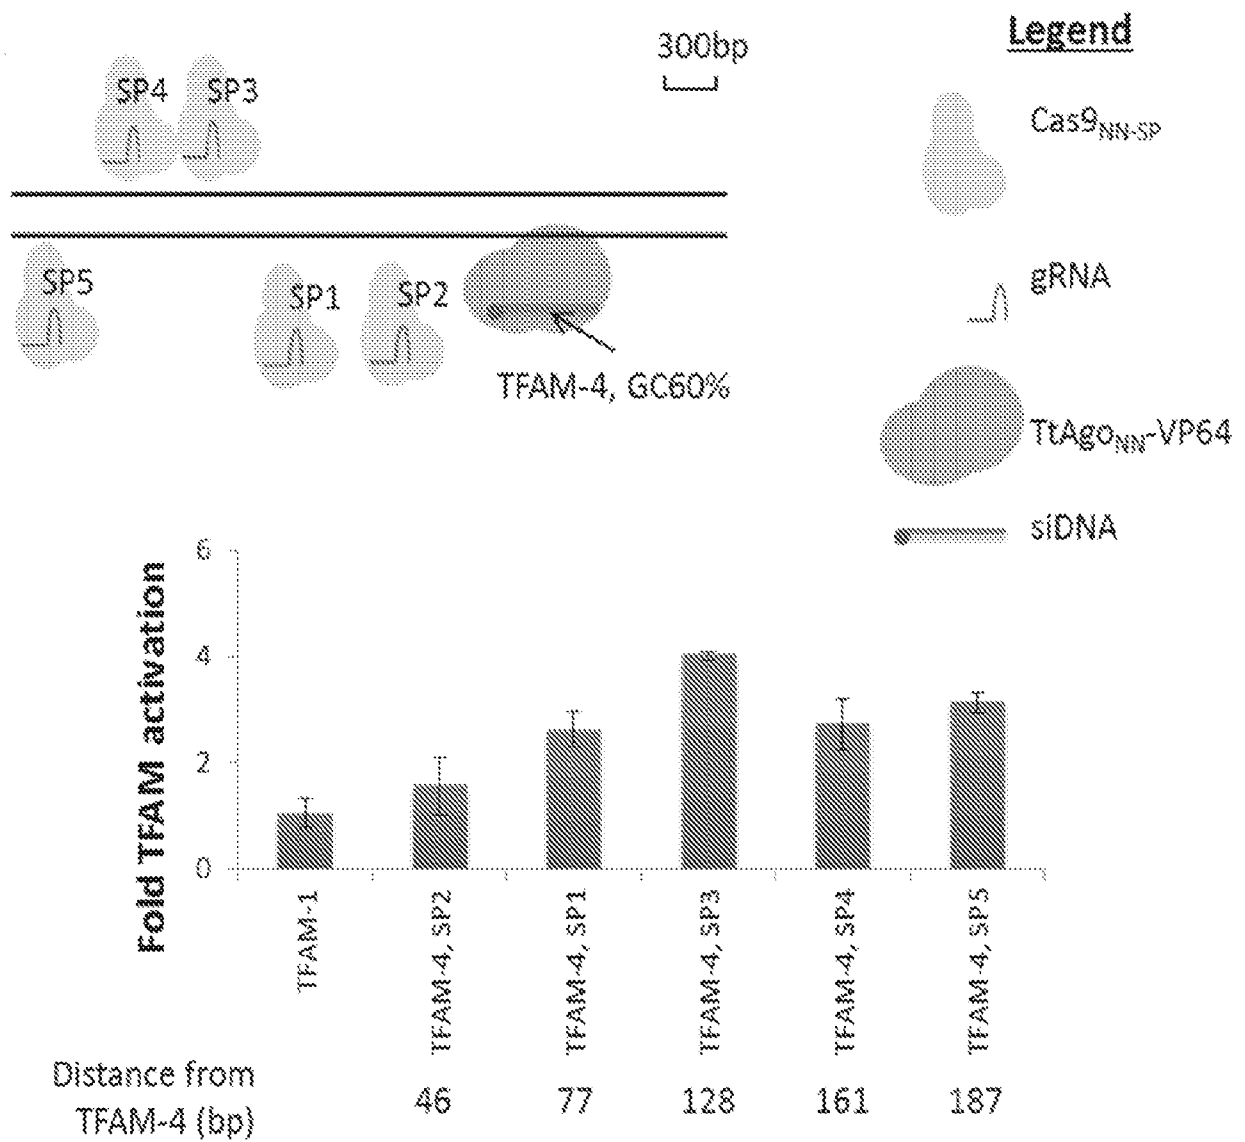 300bp
Legend
SP4
SP3
Cas9NN-SP
SP5
SP1
SP2
gRNA
TFAM-4, GC60%
TtAgoNN-VP64
siDNA
Fold TFAM activation
6
4
2
0
TFAM-1
TFAM-4, SP2
TFAM-4, SP1
TFAM-4, SP3
TFAM-4, SP4
TFAM-4, SP5
Distance from
TFAM-4 (bp)
46
77
128
161
187